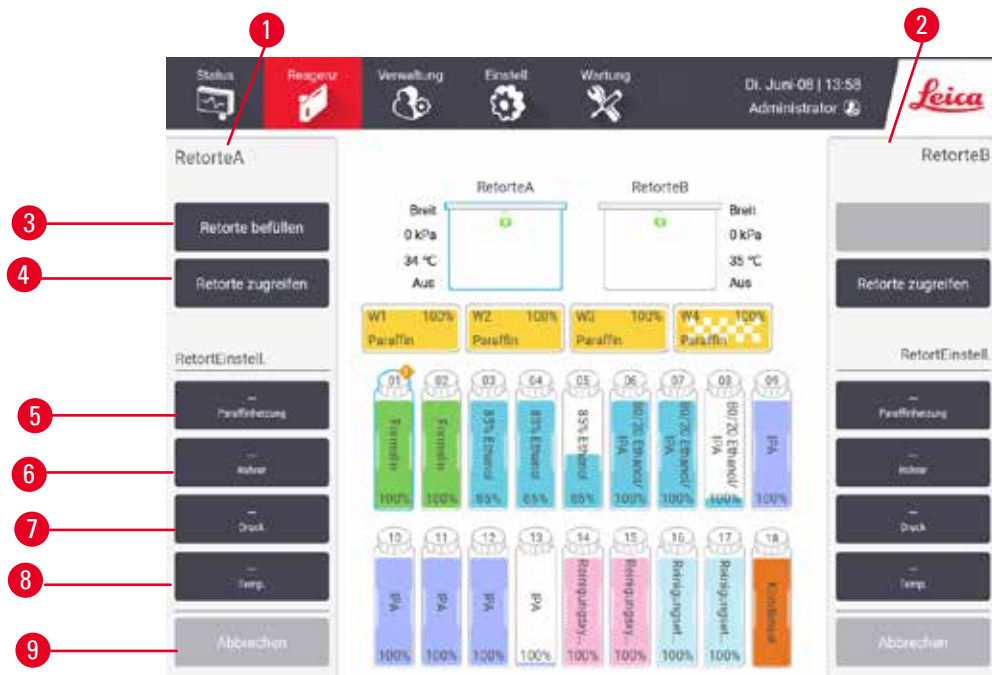 1
2
Status
Reagenz
Verwaltung
Einstell
Wartung
Di. Juni-08 | 13:58
Administrator
Leica
RetorteA
RetorteB
3
Retorte befüllen
4
Retorte zugreifen
Retorte zugreifen
RetorteA
RetorteB
Breit
0 kPa
34 °C
Aus
Breit
0 kPa
35 °C
Aus
W1 100%
Paraffin
W2 100%
Paraffin
W3 100%
Paraffin
W4 100%
Paraffin
RetortEinstell.
RetortEinstell.
5
--
Paraffinheizung
--
Paraffinheizung
6
--
Rührer
--
Rührer
7
--
Druck
--
Druck
8
--
Temp.
--
Temp.
9
Abbrechen
Abbrechen
01
02
03
04
05
06
07
08
09
Formalin
Formalin
85% Ethanol
85% Ethanol
85% Ethanol
80/20 Ethanol/
IPA
80/20 Ethanol/
IPA
80/20 Ethanol/
IPA
IPA
100%
100%
85%
85%
85%
100%
100%
100%
100%
10
11
12
13
14
15
16
17
18
IPA
IPA
IPA
IPA
Reinigungsxy...
Reinigungsxy...
Reinigungset...
Reinigungset...
Kondensat
100%
100%
100%
100%
100%
100%
100%
100%